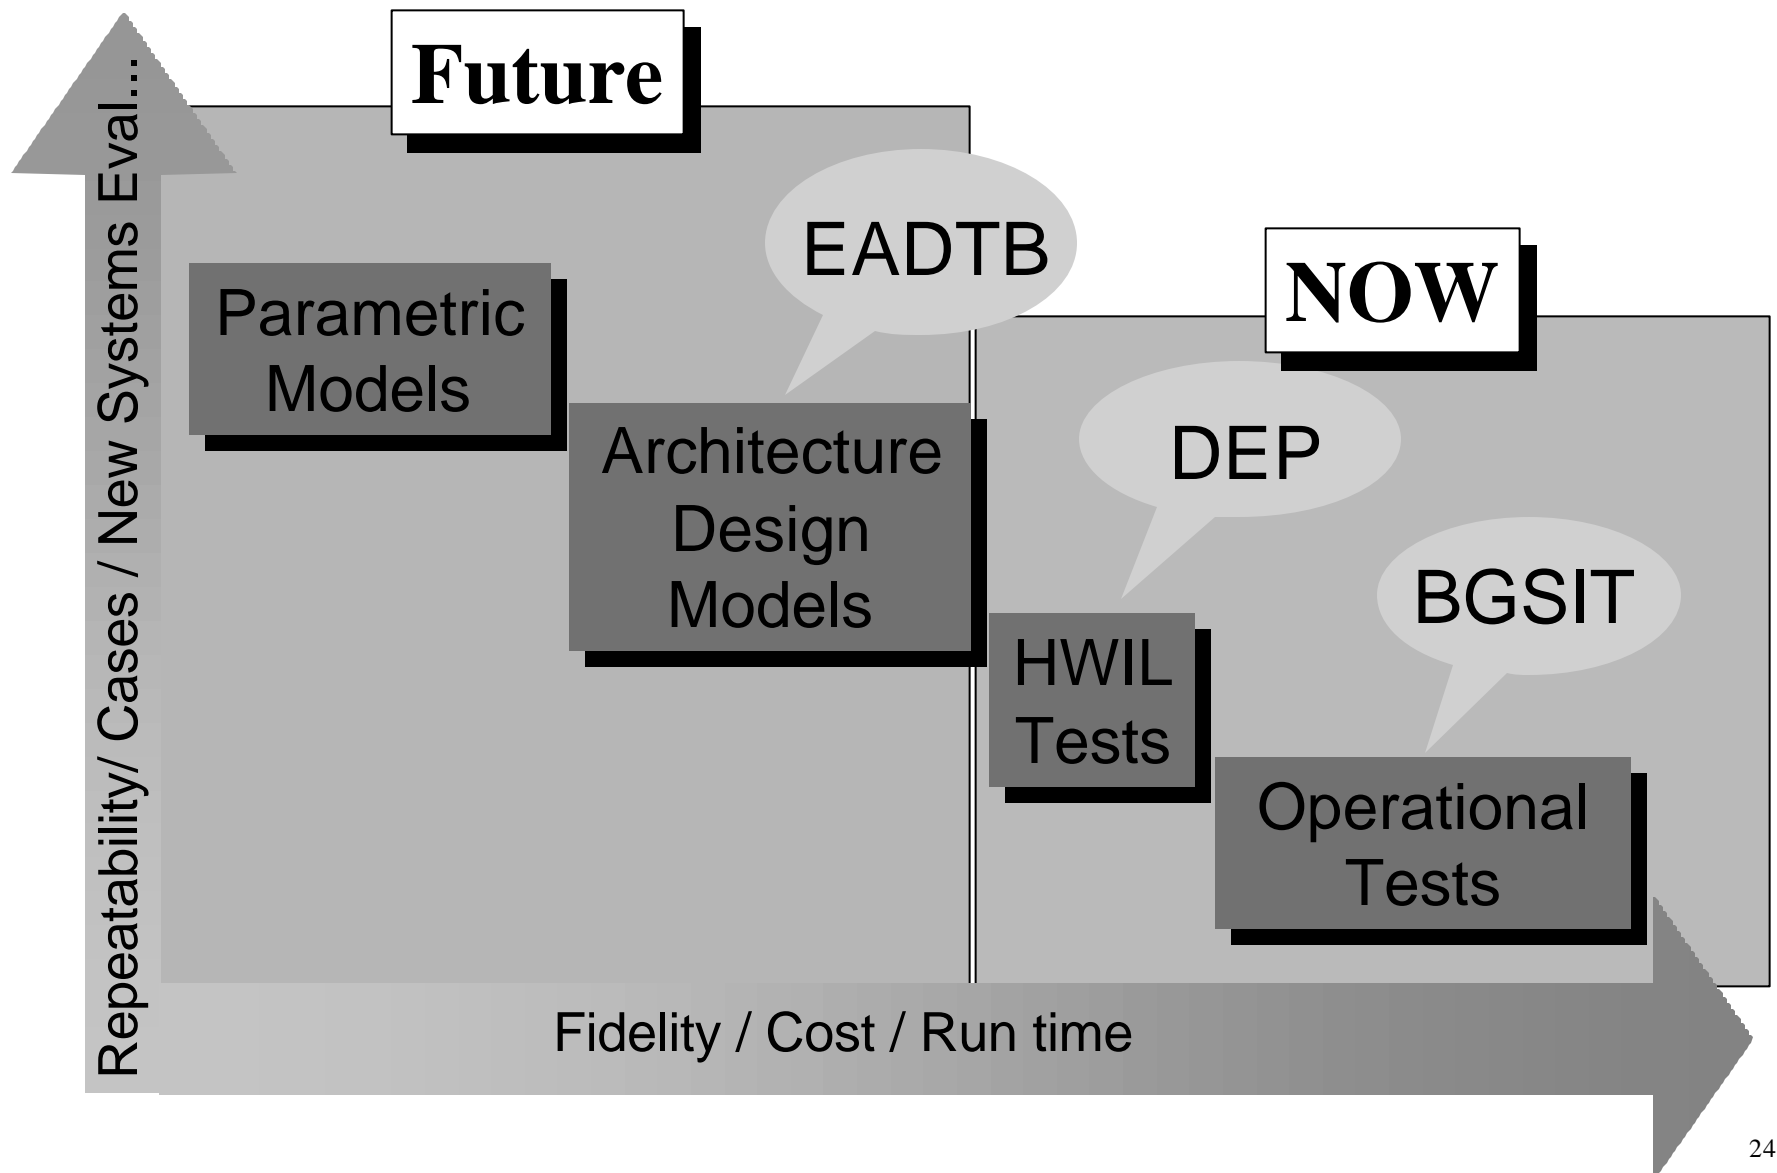 Future
EADTB
NOW
Parametric
Models
Architecture
Design
Models
DEP
BGSIT
HWIL
Tests
Operational
Tests
Repeatability/ Cases / New Systems Eval...
Fidelity / Cost / Run time
24